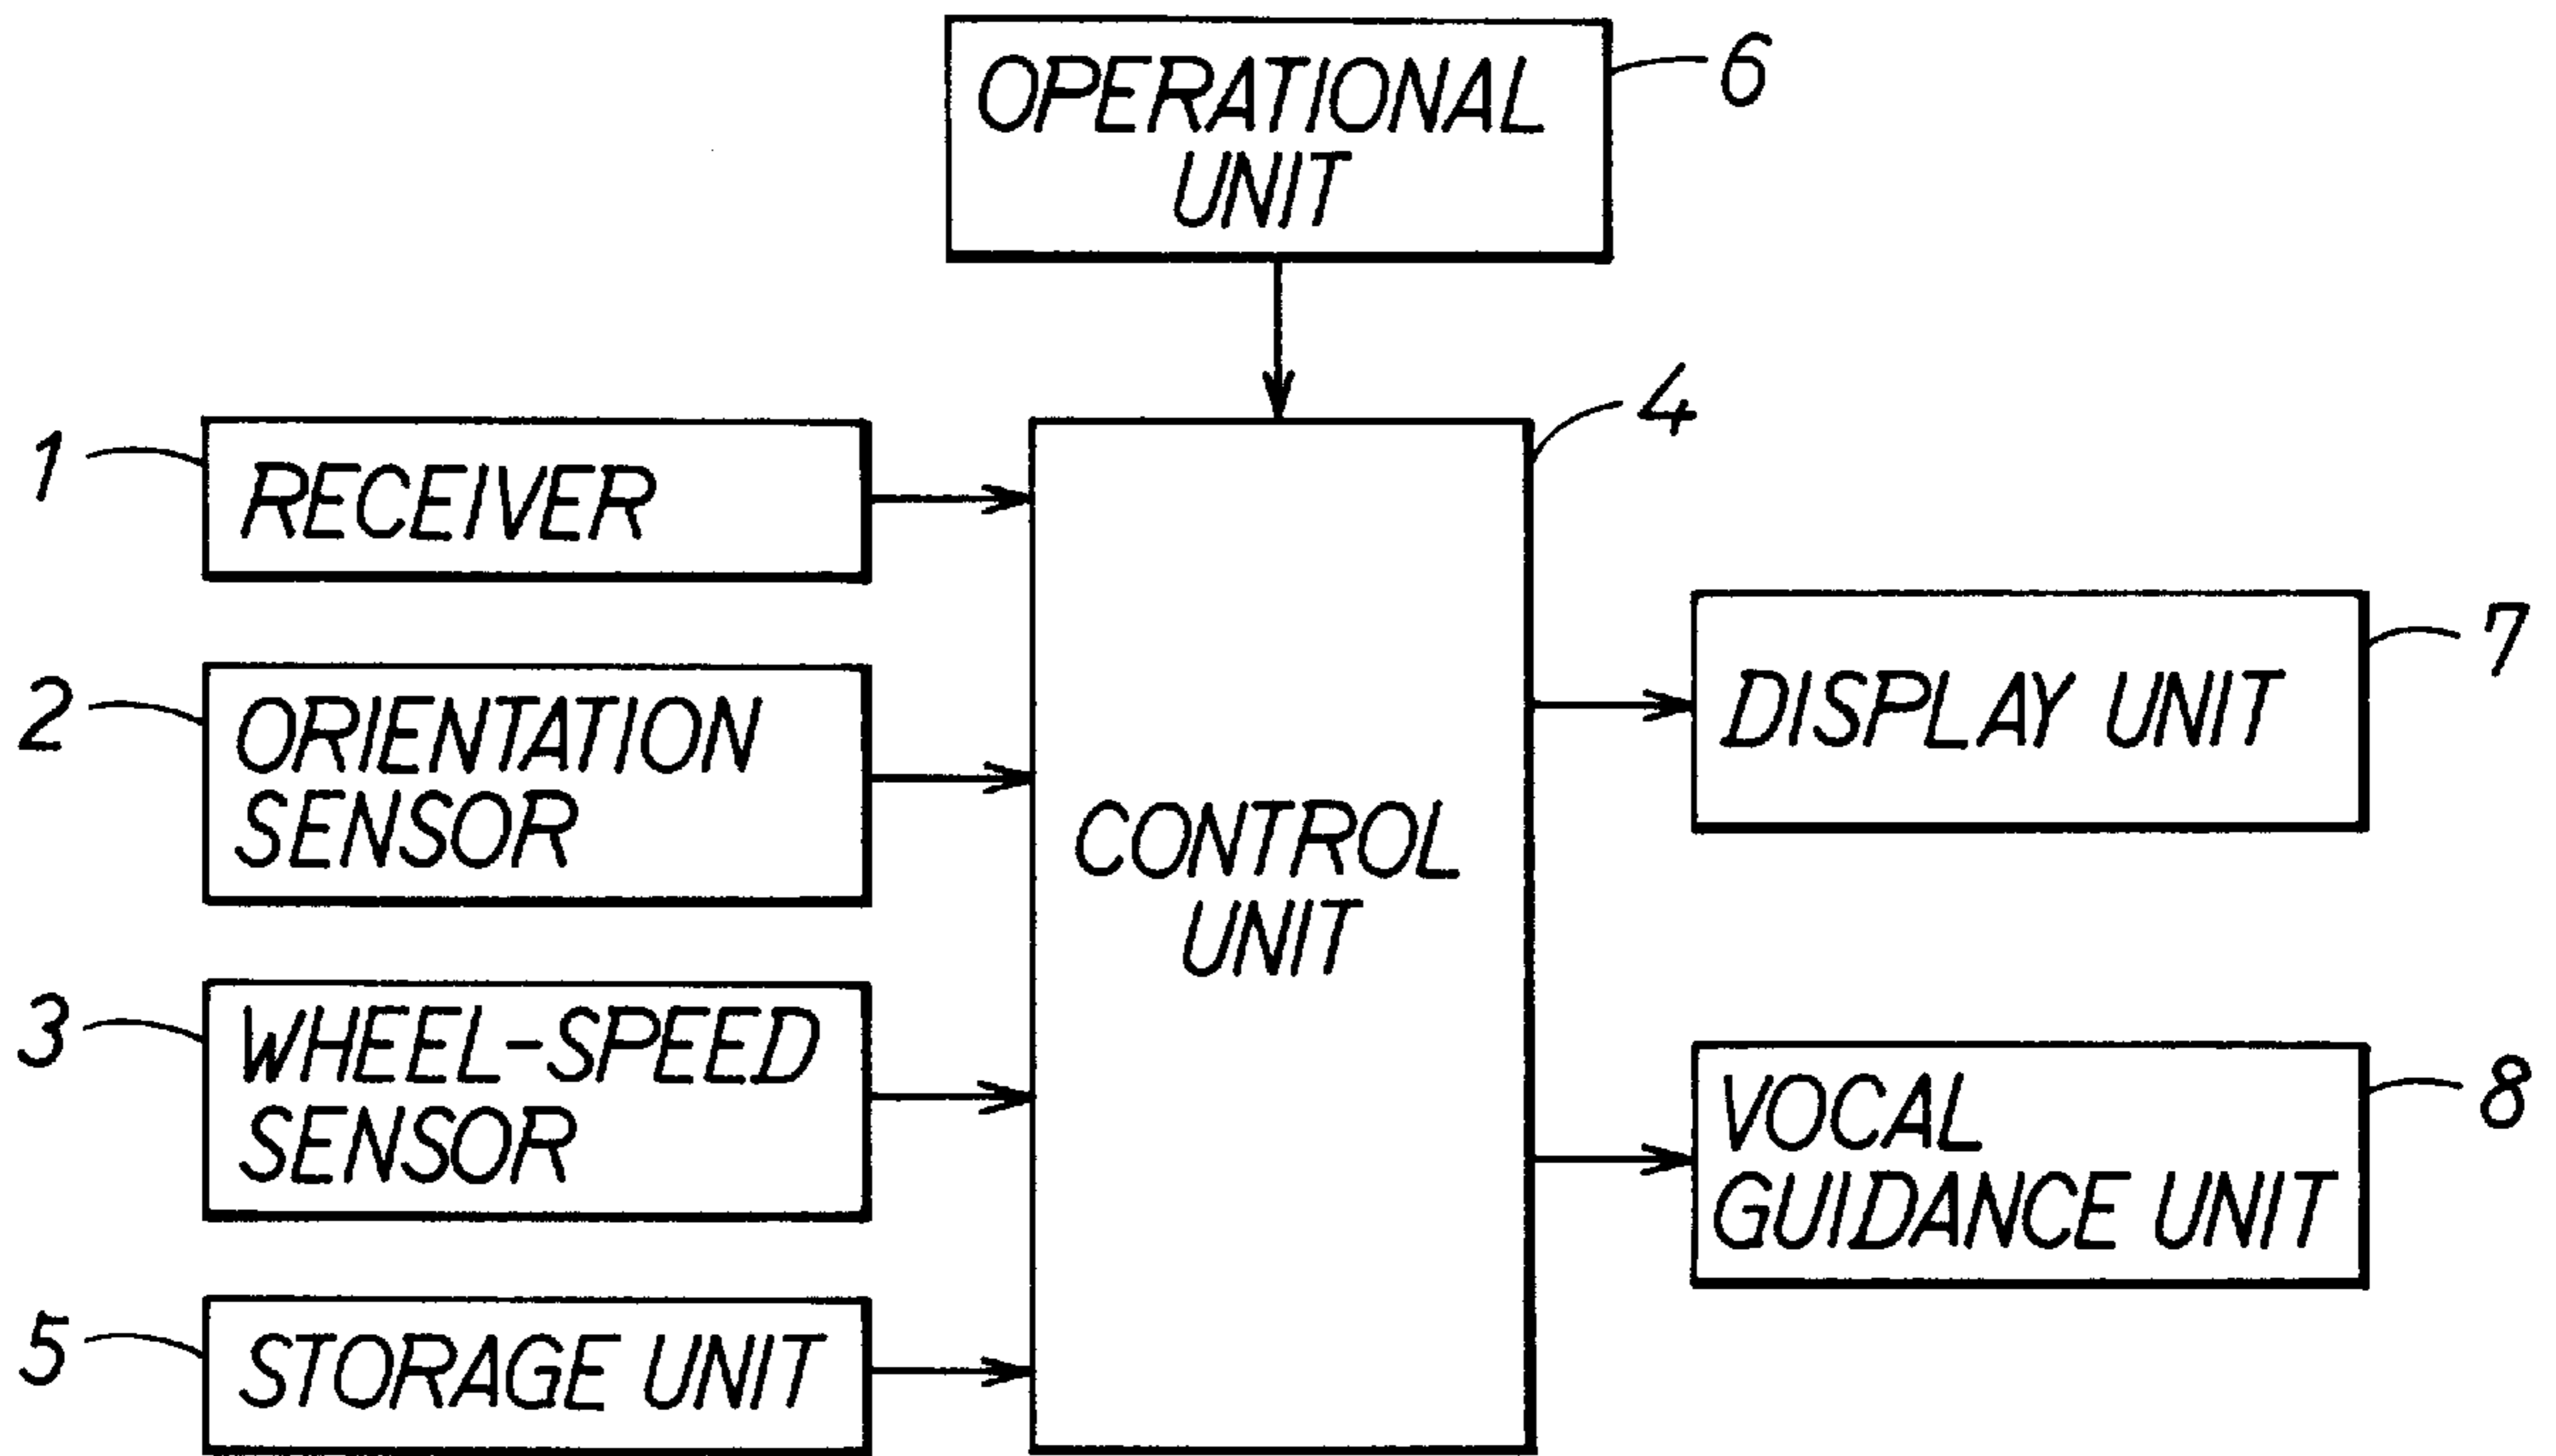 OPERATIONAL
UNIT
6
4
1
RECEIVER
2
ORIENTATION
SENSOR
3
WHEEL-SPEED
SENSOR
5
STORAGE UNIT
CONTROL
UNIT
7
DISPLAY UNIT
8
VOCAL
GUIDANCE UNIT